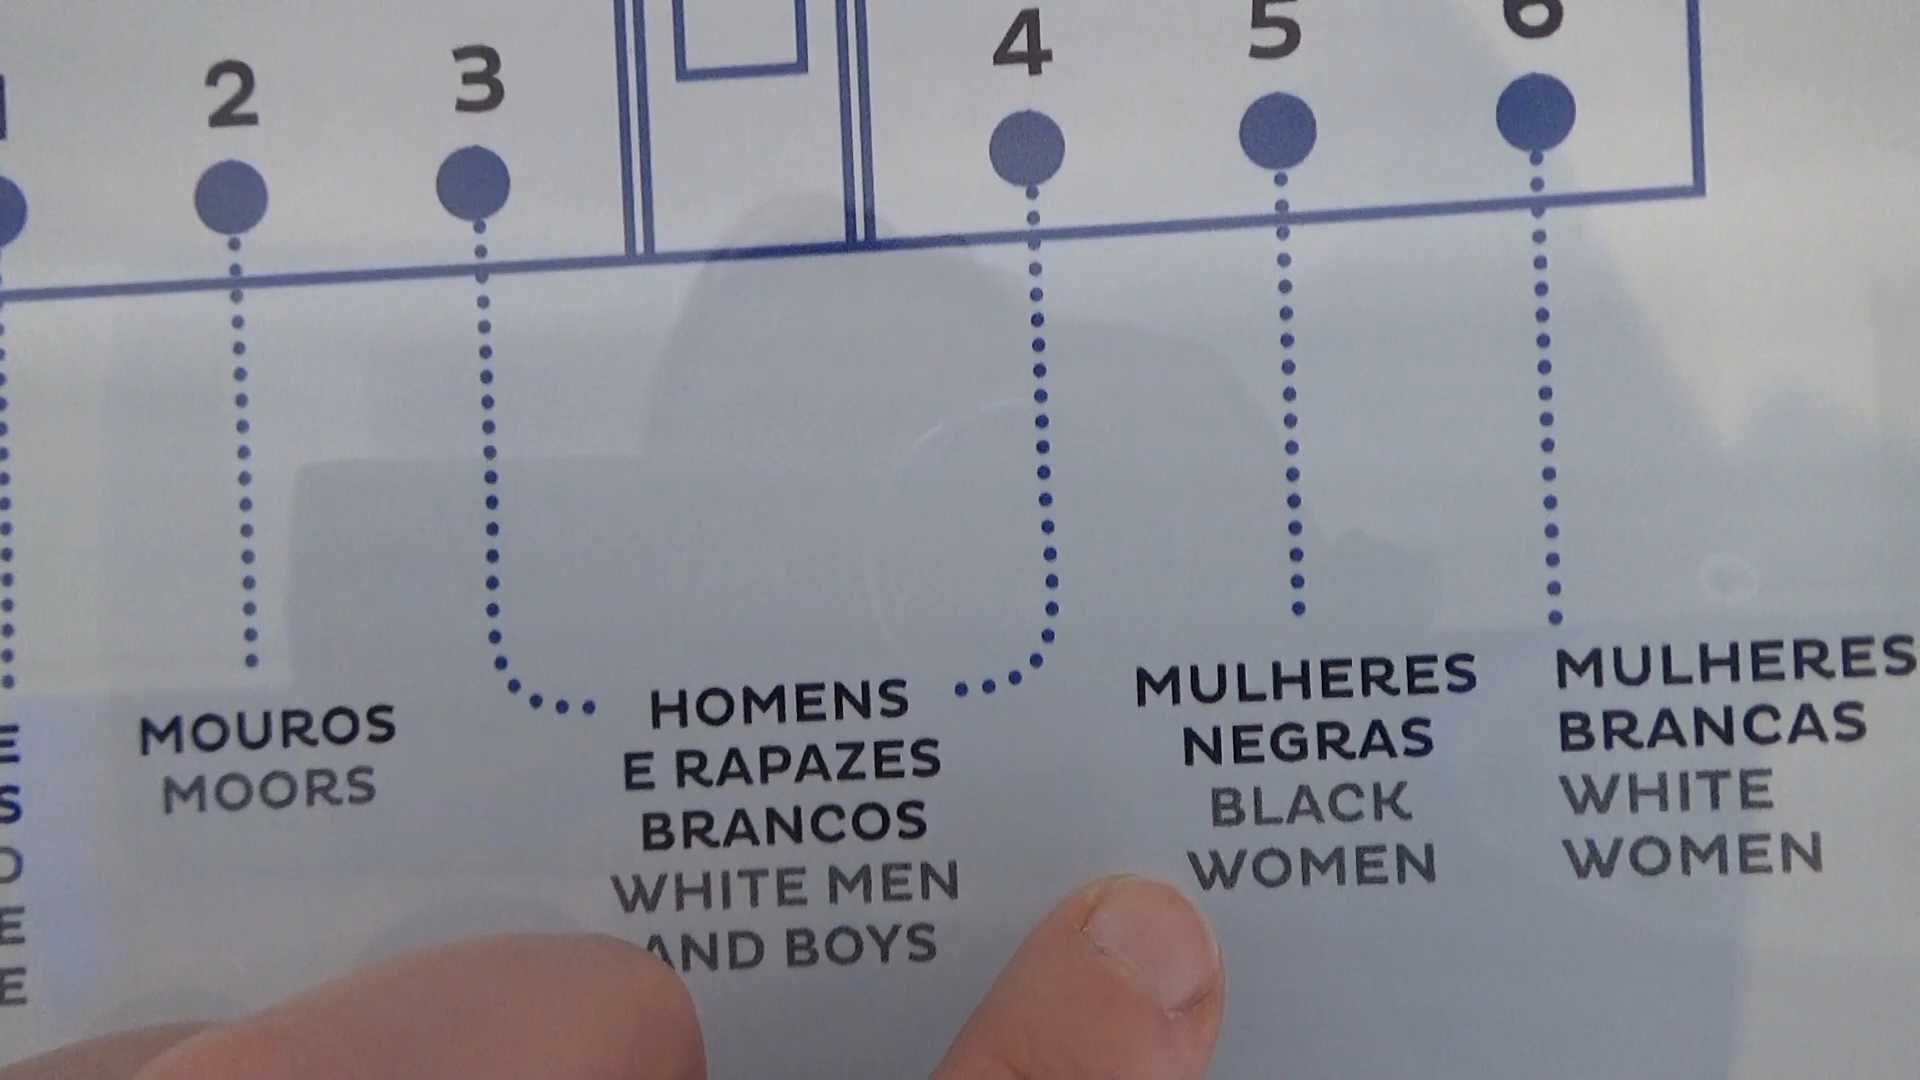 2
3
4
5
6
MOUROS
MOORS
HOMENS
E RAPAZES
BRANCOS
WHITE MEN
AND BOYS
MULHERES
NEGRAS
BLACK
WOMEN
MULHERES
BRANCAS
WHITE
WOMEN